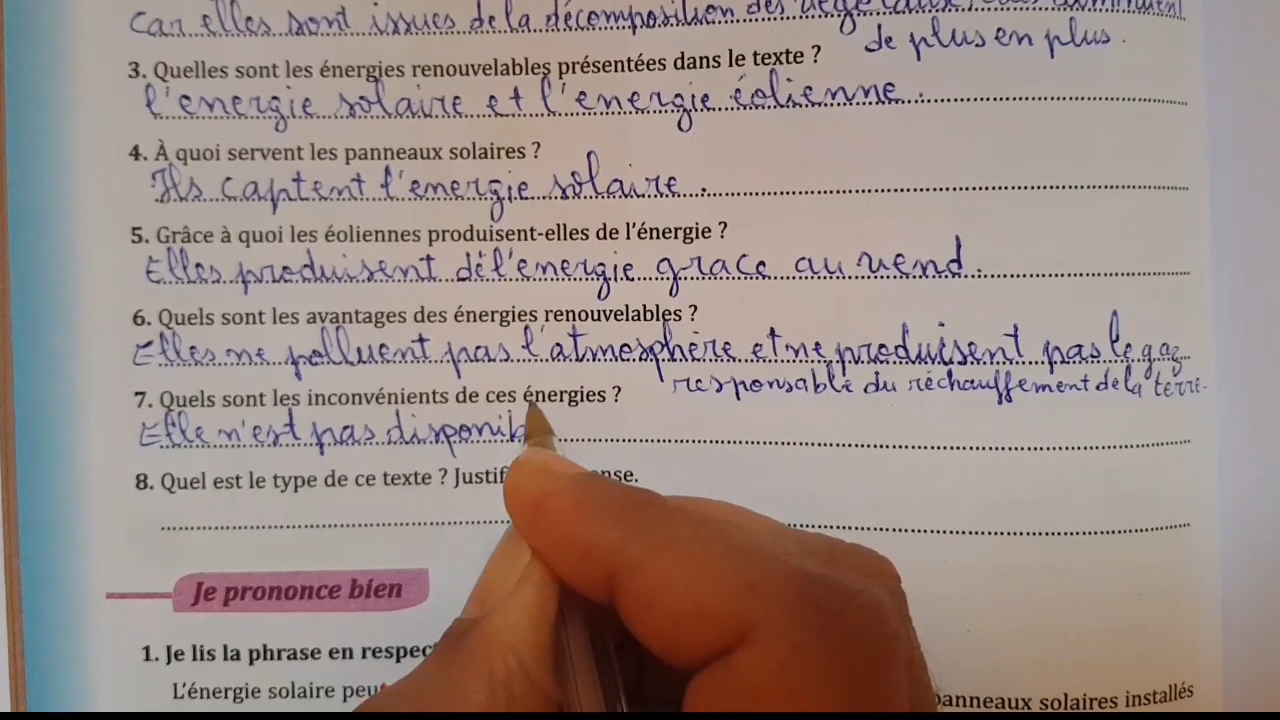 car elles sont issues de la décomposition des végétaux, elles diminuent
de plus en plus.
3. Quelles sont les énergies renouvelables présentées dans le texte ?
l'energie solaire et l'energie éolienne.
4. À quoi servent les panneaux solaires ?
Ils captent l'energie solaire.
5. Grâce à quoi les éoliennes produisent-elles de l'énergie ?
Elles produisent de l'energie grace au vend.
6. Quels sont les avantages des énergies renouvelables ?
Elles ne polluent pas l'atmosphère et ne produisent pas le gaz
responsable du réchauffement de la terre.
7. Quels sont les inconvénients de ces énergies ?
Elle n'est pas disponib
8. Quel est le type de ce texte ? Justif nse.
Je prononce bien
1. Je lis la phrase en respec
L'énergie solaire peut panneaux solaires installés